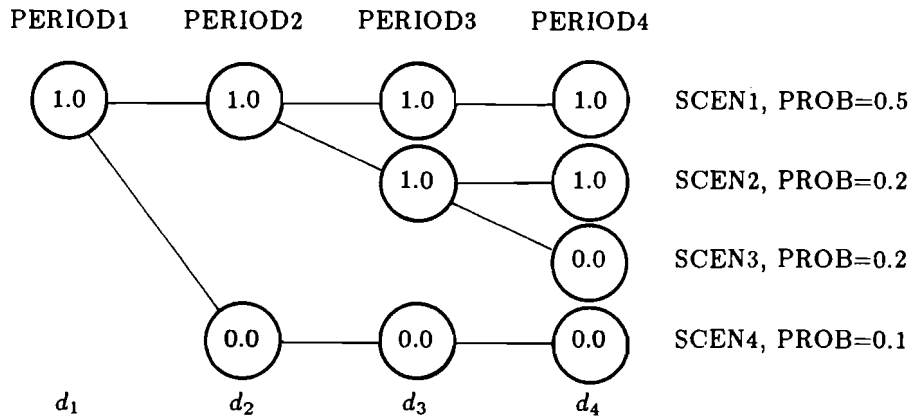 PERIOD1 PERIOD2 PERIOD3 PERIOD4
1.0 1.0 1.0 1.0 SCEN1, PROB=0.5
1.0 1.0 SCEN2, PROB=0.2
0.0 SCEN3, PROB=0.2
0.0 0.0 0.0 SCEN4, PROB=0.1
d₁ d₂ d₃ d₄